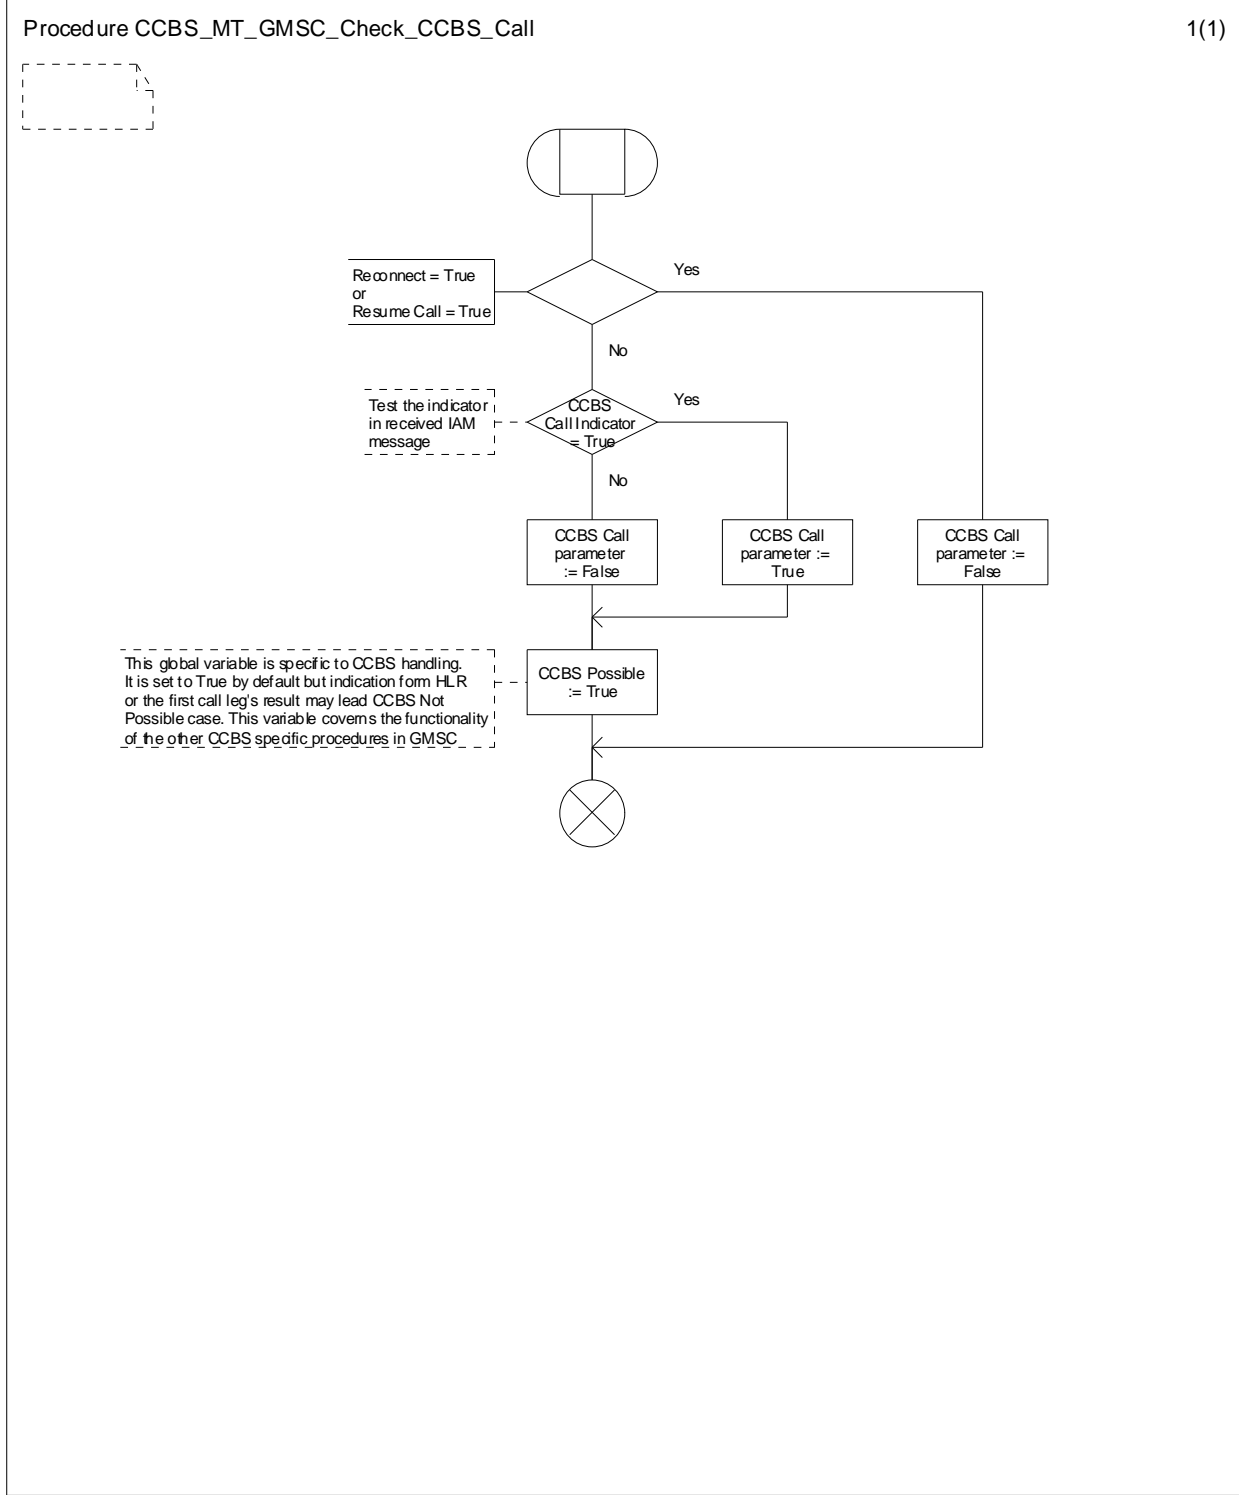 Procedure CCBS_MT_GMSC_Check_CCBS_Call
1(1)
Reconnect = True
or
Resume Call = True
Yes
No
Test the indicator
in received IAM
message
CCBS
Call Indicator
= True
Yes
No
CCBS Call
parameter
:= False
CCBS Call
parameter :=
True
CCBS Call
parameter :=
False
This global variable is specific to CCBS handling.
It is set to True by default but indication form HLR
or the first call leg's result may lead CCBS Not
Possible case. This variable coverns the functionality
of the other CCBS specific procedures in GMSC
CCBS Possible
:= True